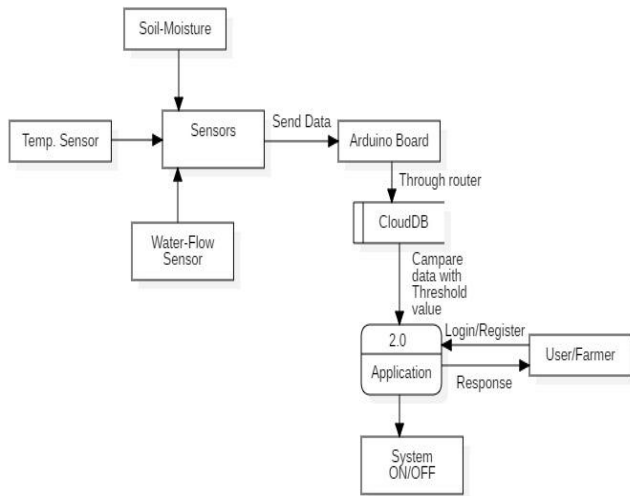 Soil-Moisture
Temp. Sensor
Sensors
Send Data
Arduino Board
Through router
CloudDB
Water-Flow
Sensor
Campare
data with
Threshold
value
2.0
Application
Login/Register
Response
User/Farmer
System
ON/OFF